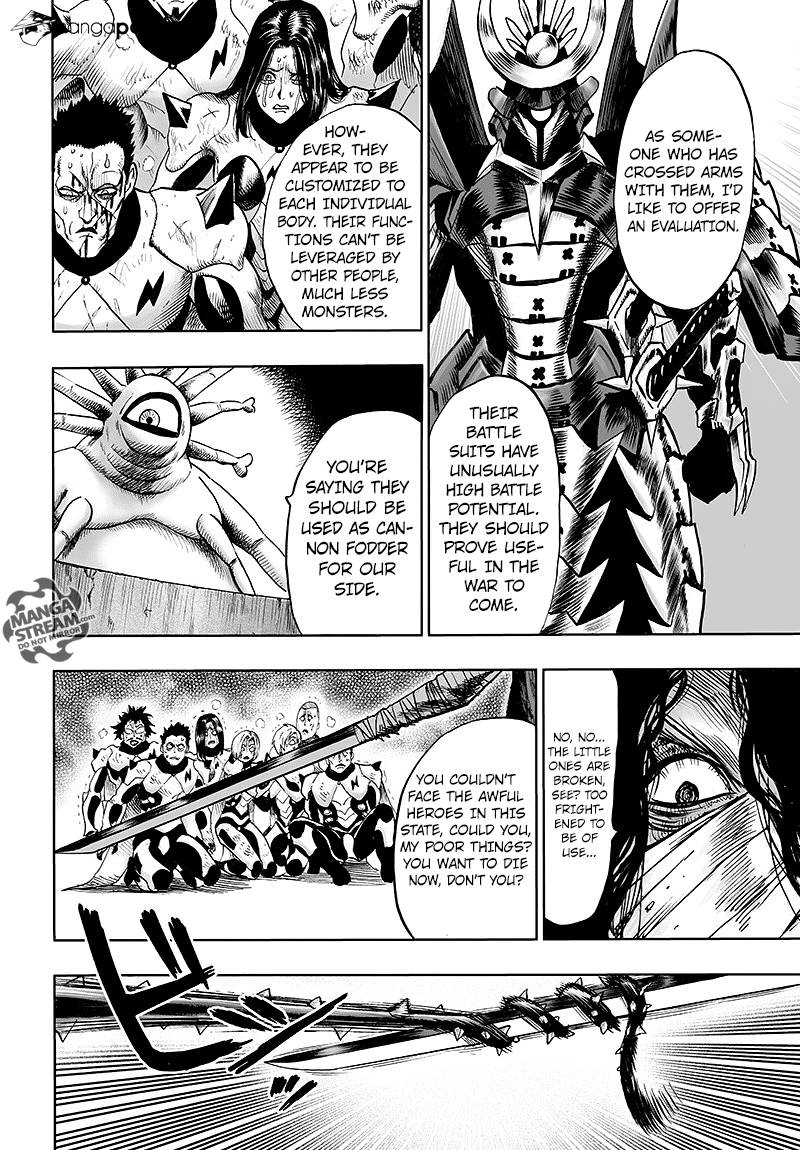 AS SOME-
ONE WHO HAS
CROSSED ARMS
WITH THEM, I'D
LIKE TO OFFER
AN EVALUATION.
THEIR
BATTLE
SUITS HAVE
UNUSUALLY
HIGH BATTLE
POTENTIAL.
THEY SHOULD
PROVE USE-
FUL IN THE
WAR TO
COME.
HOW-
EVER, THEY
APPEAR TO BE
CUSTOMIZED TO
EACH INDIVIDUAL
BODY. THEIR FUNC-
TIONS CAN'T BE
LEVERAGED BY
OTHER PEOPLE,
MUCH LESS
MONSTERS.
YOU'RE
SAYING THEY
SHOULD BE
USED AS CAN-
NON FODDER
FOR OUR
SIDE.
MANGA
STREAM.COM
DO NOT MIRROR!
NO, NO...
THE LITTLE
ONES ARE
BROKEN,
SEE? TOO
FRIGHT-
ENED TO
BE OF
USE...
YOU COULDN'T
FACE THE AWFUL
HEROES IN THIS
STATE, COULD YOU,
MY POOR THINGS?
YOU WANT TO DIE
NOW, DON'T YOU?
ビッ